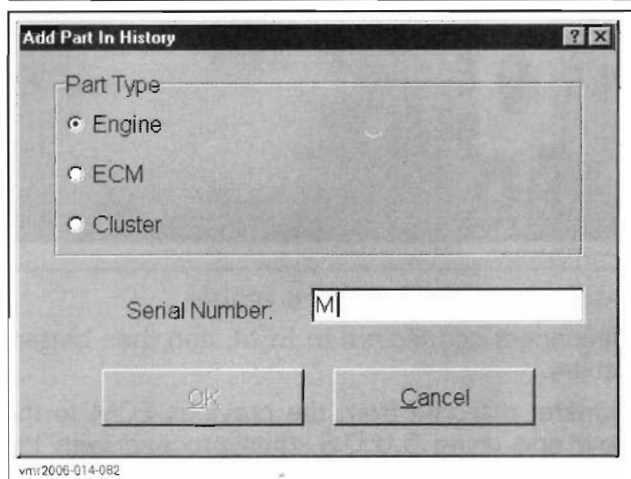 Add Part In History
Part Type
Engine
ECM
Cluster
Serial Number: M
OK Cancel
vmr2006-014-082